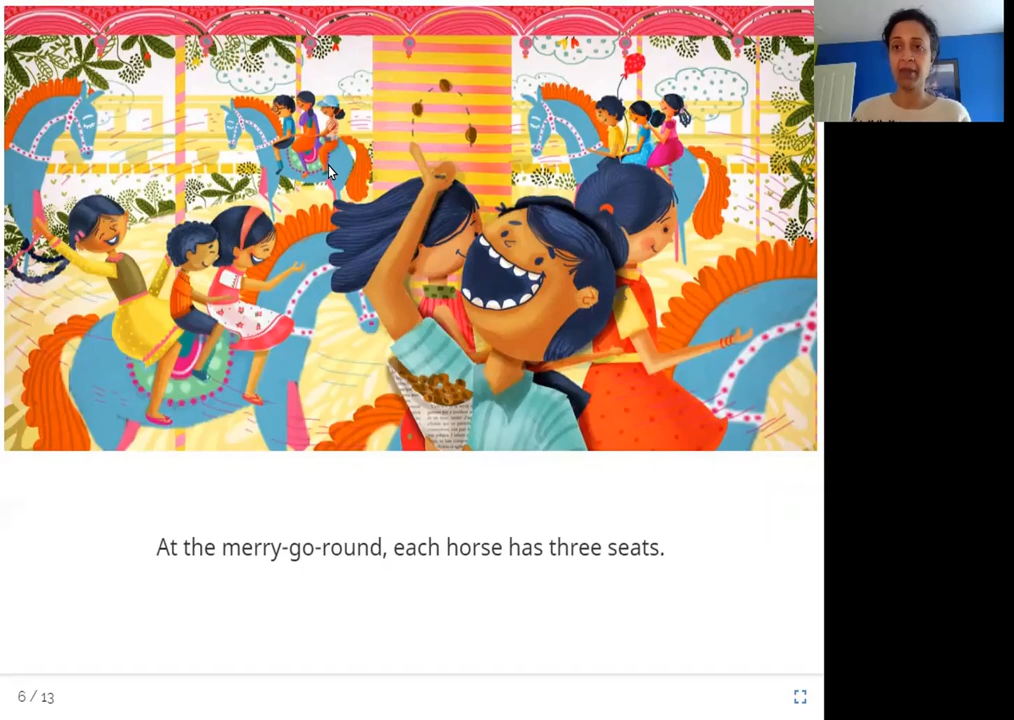 At the merry-go-round, each horse has three seats.
6 / 13